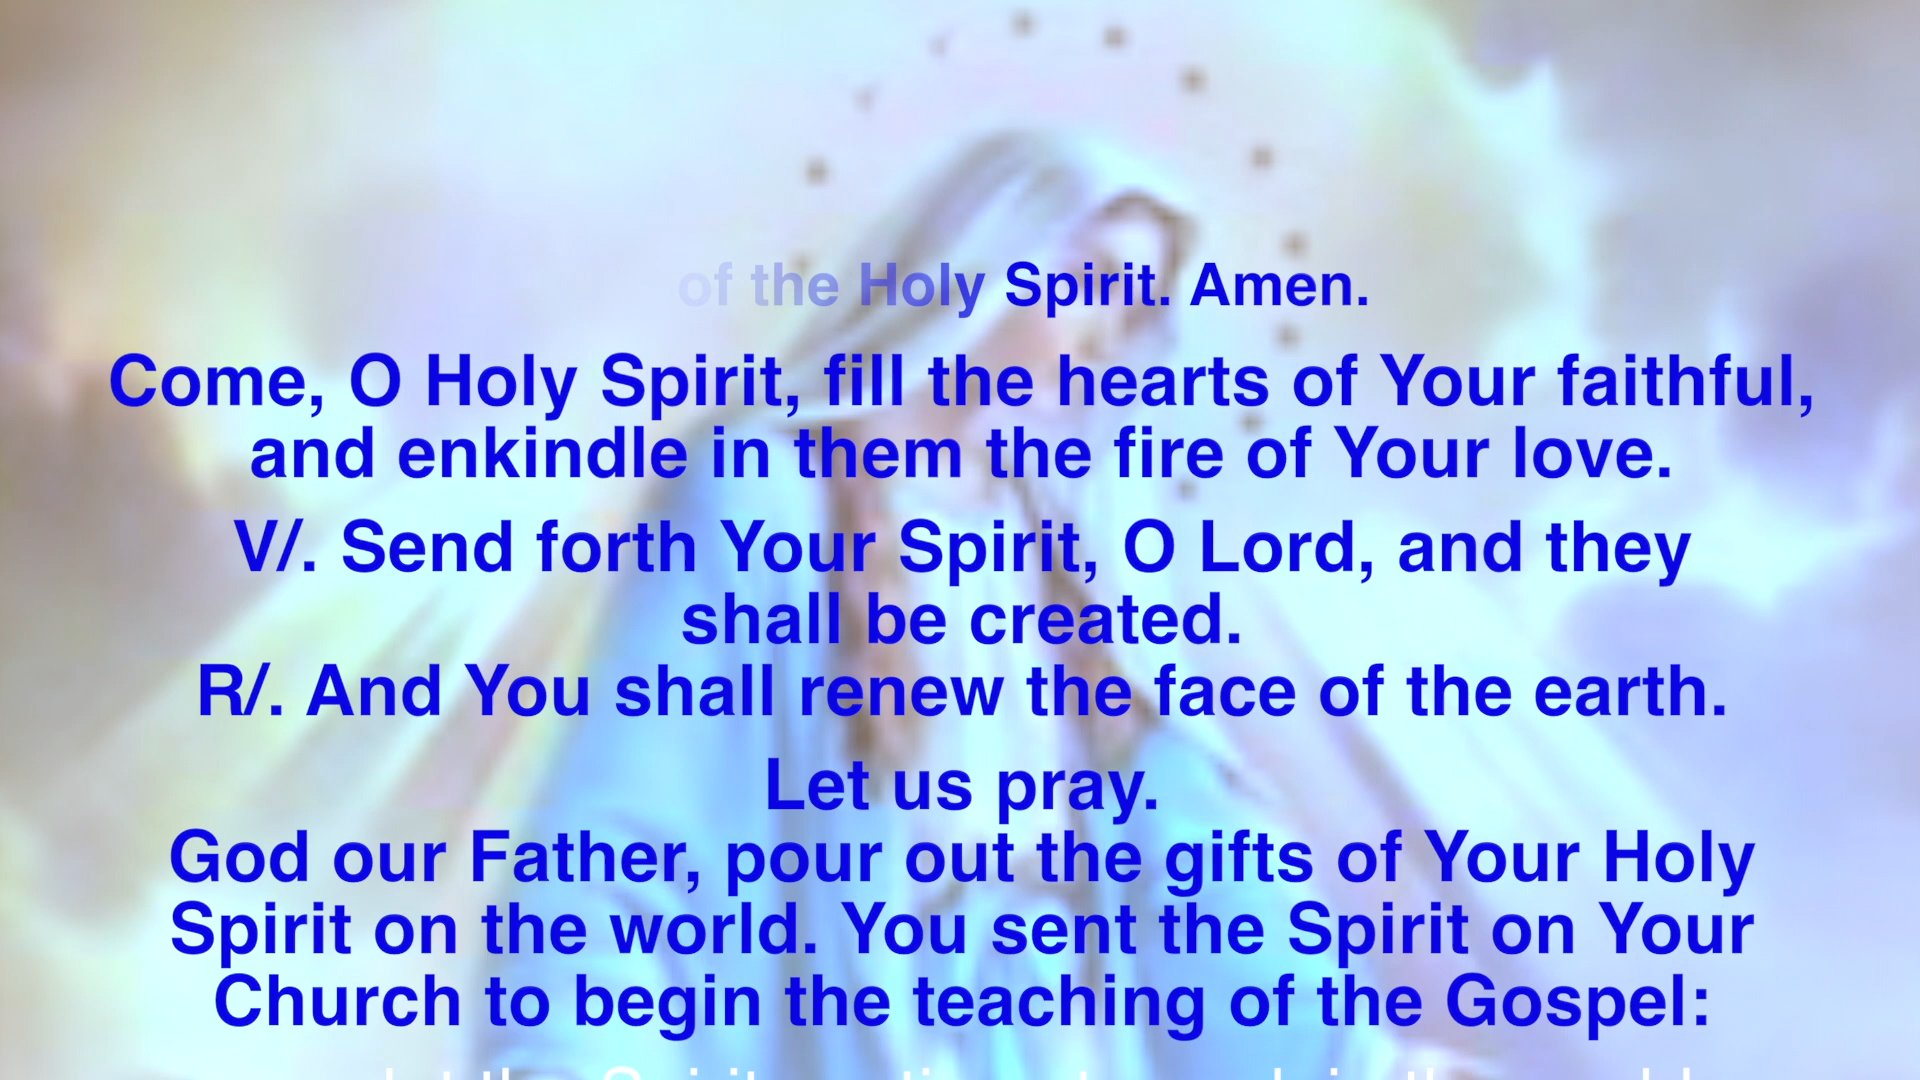 of the Holy Spirit. Amen.
Come, O Holy Spirit, fill the hearts of Your faithful,
and enkindle in them the fire of Your love.
V/. Send forth Your Spirit, O Lord, and they
shall be created.
R/. And You shall renew the face of the earth.
Let us pray.
God our Father, pour out the gifts of Your Holy
Spirit on the world. You sent the Spirit on Your
Church to begin the teaching of the Gospel:
let the Spirit